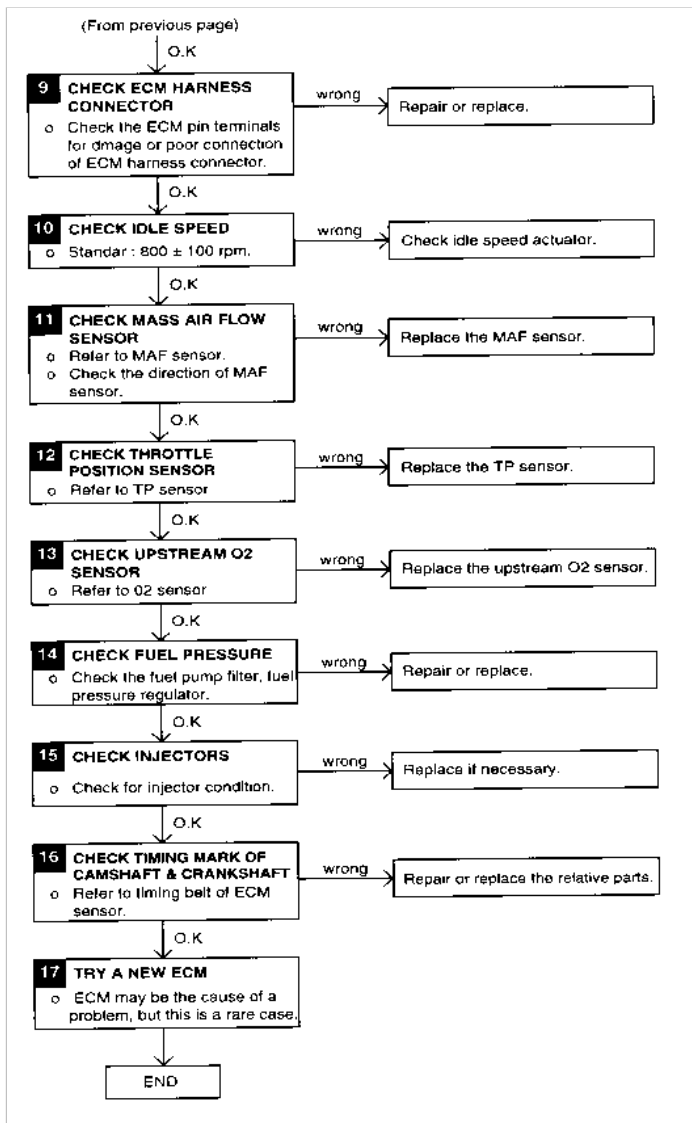 (From previous page)
O.K
9 CHECK ECM HARNESS
CONNECTOR
o Check the ECM pin terminals
for dmage or poor connection
of ECM harness connector.
wrong
Repair or replace.
O.K
10 CHECK IDLE SPEED
o Standar : 800 ± 100 rpm.
wrong
Check idle speed actuator.
O.K
11 CHECK MASS AIR FLOW
SENSOR
o Refer to MAF sensor.
o Check the direction of MAF
sensor.
wrong
Replace the MAF sensor.
O.K
12 CHECK THROTTLE
POSITION SENSOR
o Refer to TP sensor
wrong
Replace the TP sensor.
O.K
13 CHECK UPSTREAM O2
SENSOR
o Refer to 02 sensor
wrong
Replace the upstream O2 sensor.
O.K
14 CHECK FUEL PRESSURE
o Check the fuel pump filter, fuel
pressure regulator.
wrong
Repair or replace.
O.K
15 CHECK INJECTORS
o Check for injector condition.
wrong
Replace if necessary.
O.K
16 CHECK TIMING MARK OF
CAMSHAFT & CRANKSHAFT
o Refer to timing belt of ECM
sensor.
wrong
Repair or replace the relative parts.
O.K
17 TRY A NEW ECM
o ECM may be the cause of a
problem, but this is a rare case.
END